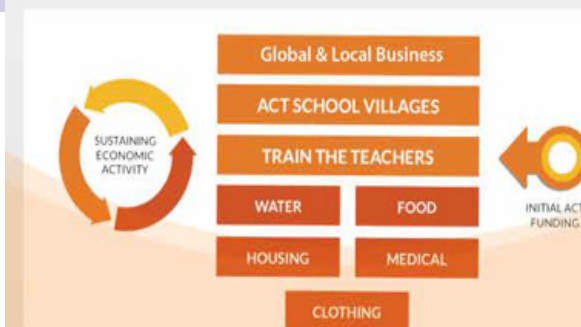 Global & Local Business
ACT SCHOOL VILLAGES
TRAIN THE TEACHERS
SUSTAINING
ECONOMIC
ACTIVITY
WATER
FOOD
HOUSING
MEDICAL
CLOTHING
INITIAL ACT
FUNDING